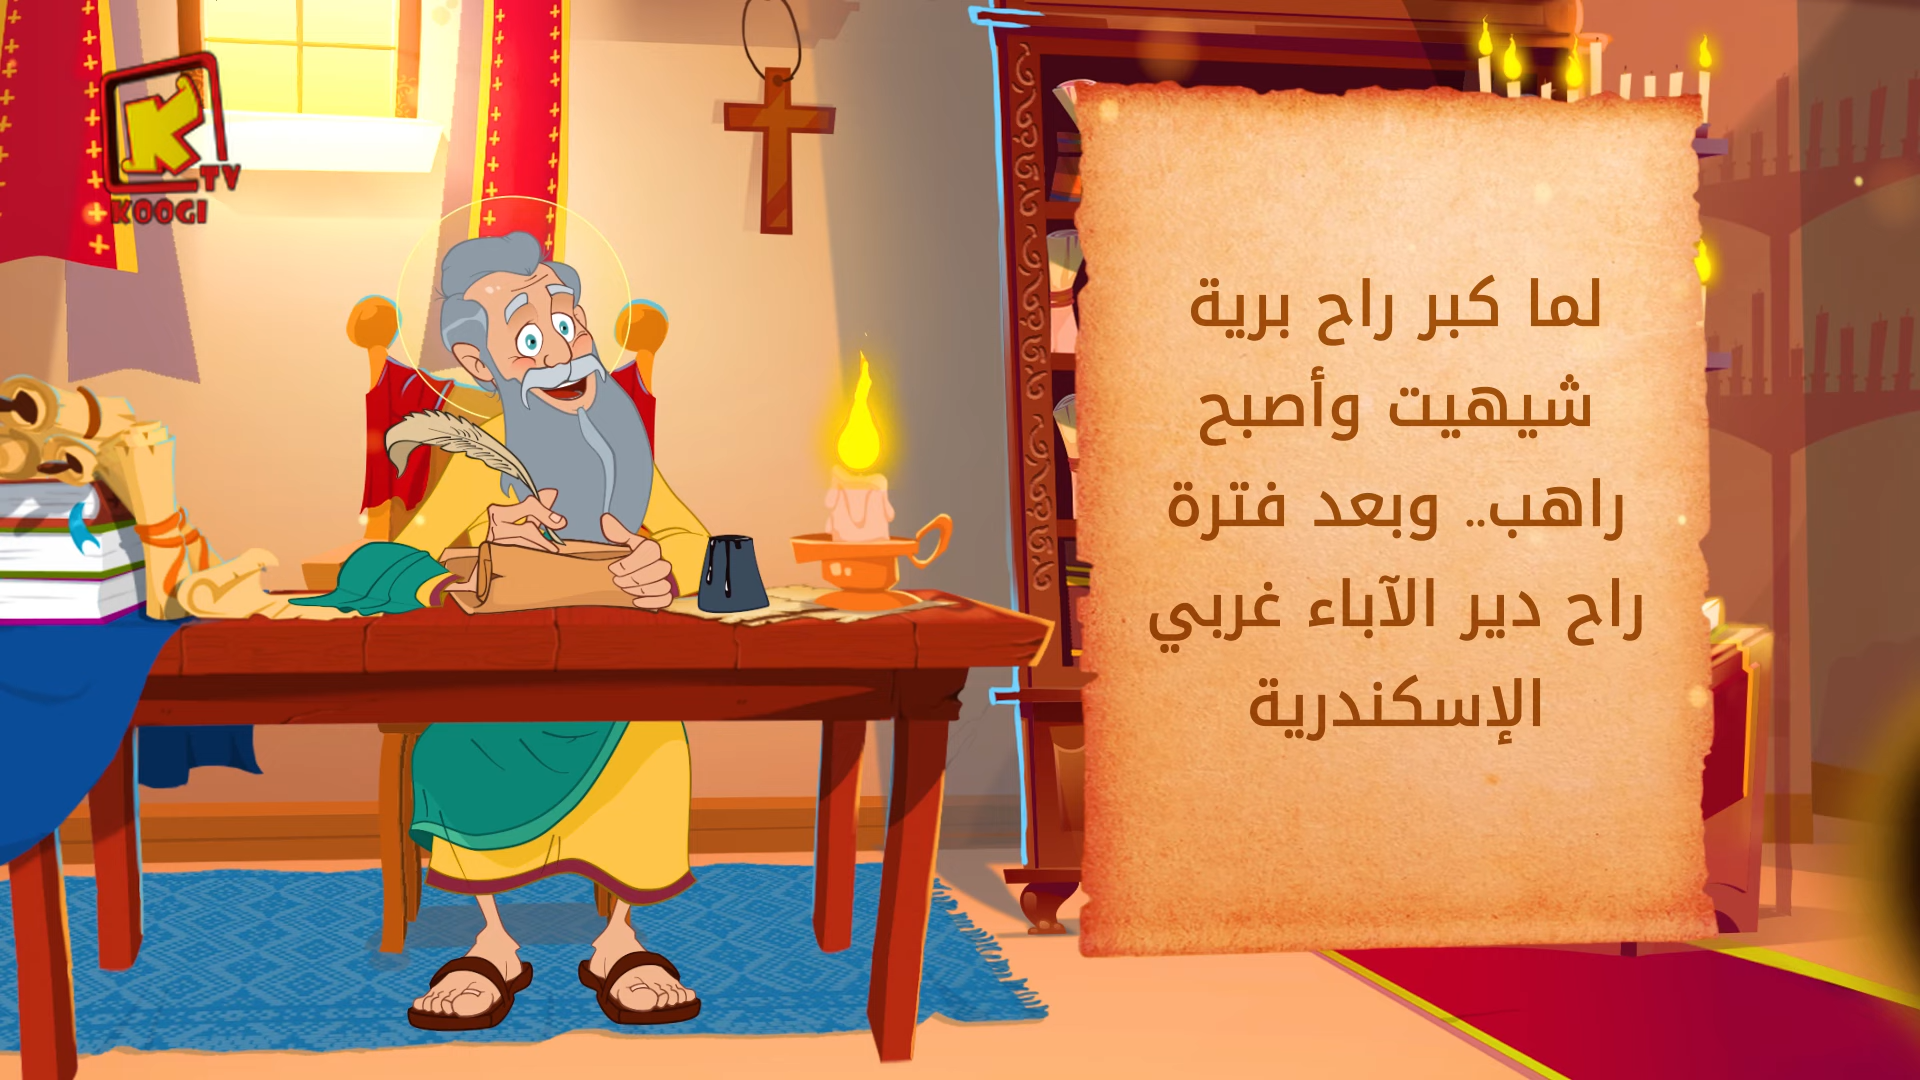 K
TV
KOOGI
لما كبر راح برية
شيهيت وأصبح
راهب.. وبعد فترة
راح دير الآباء غربي
الإسكندرية